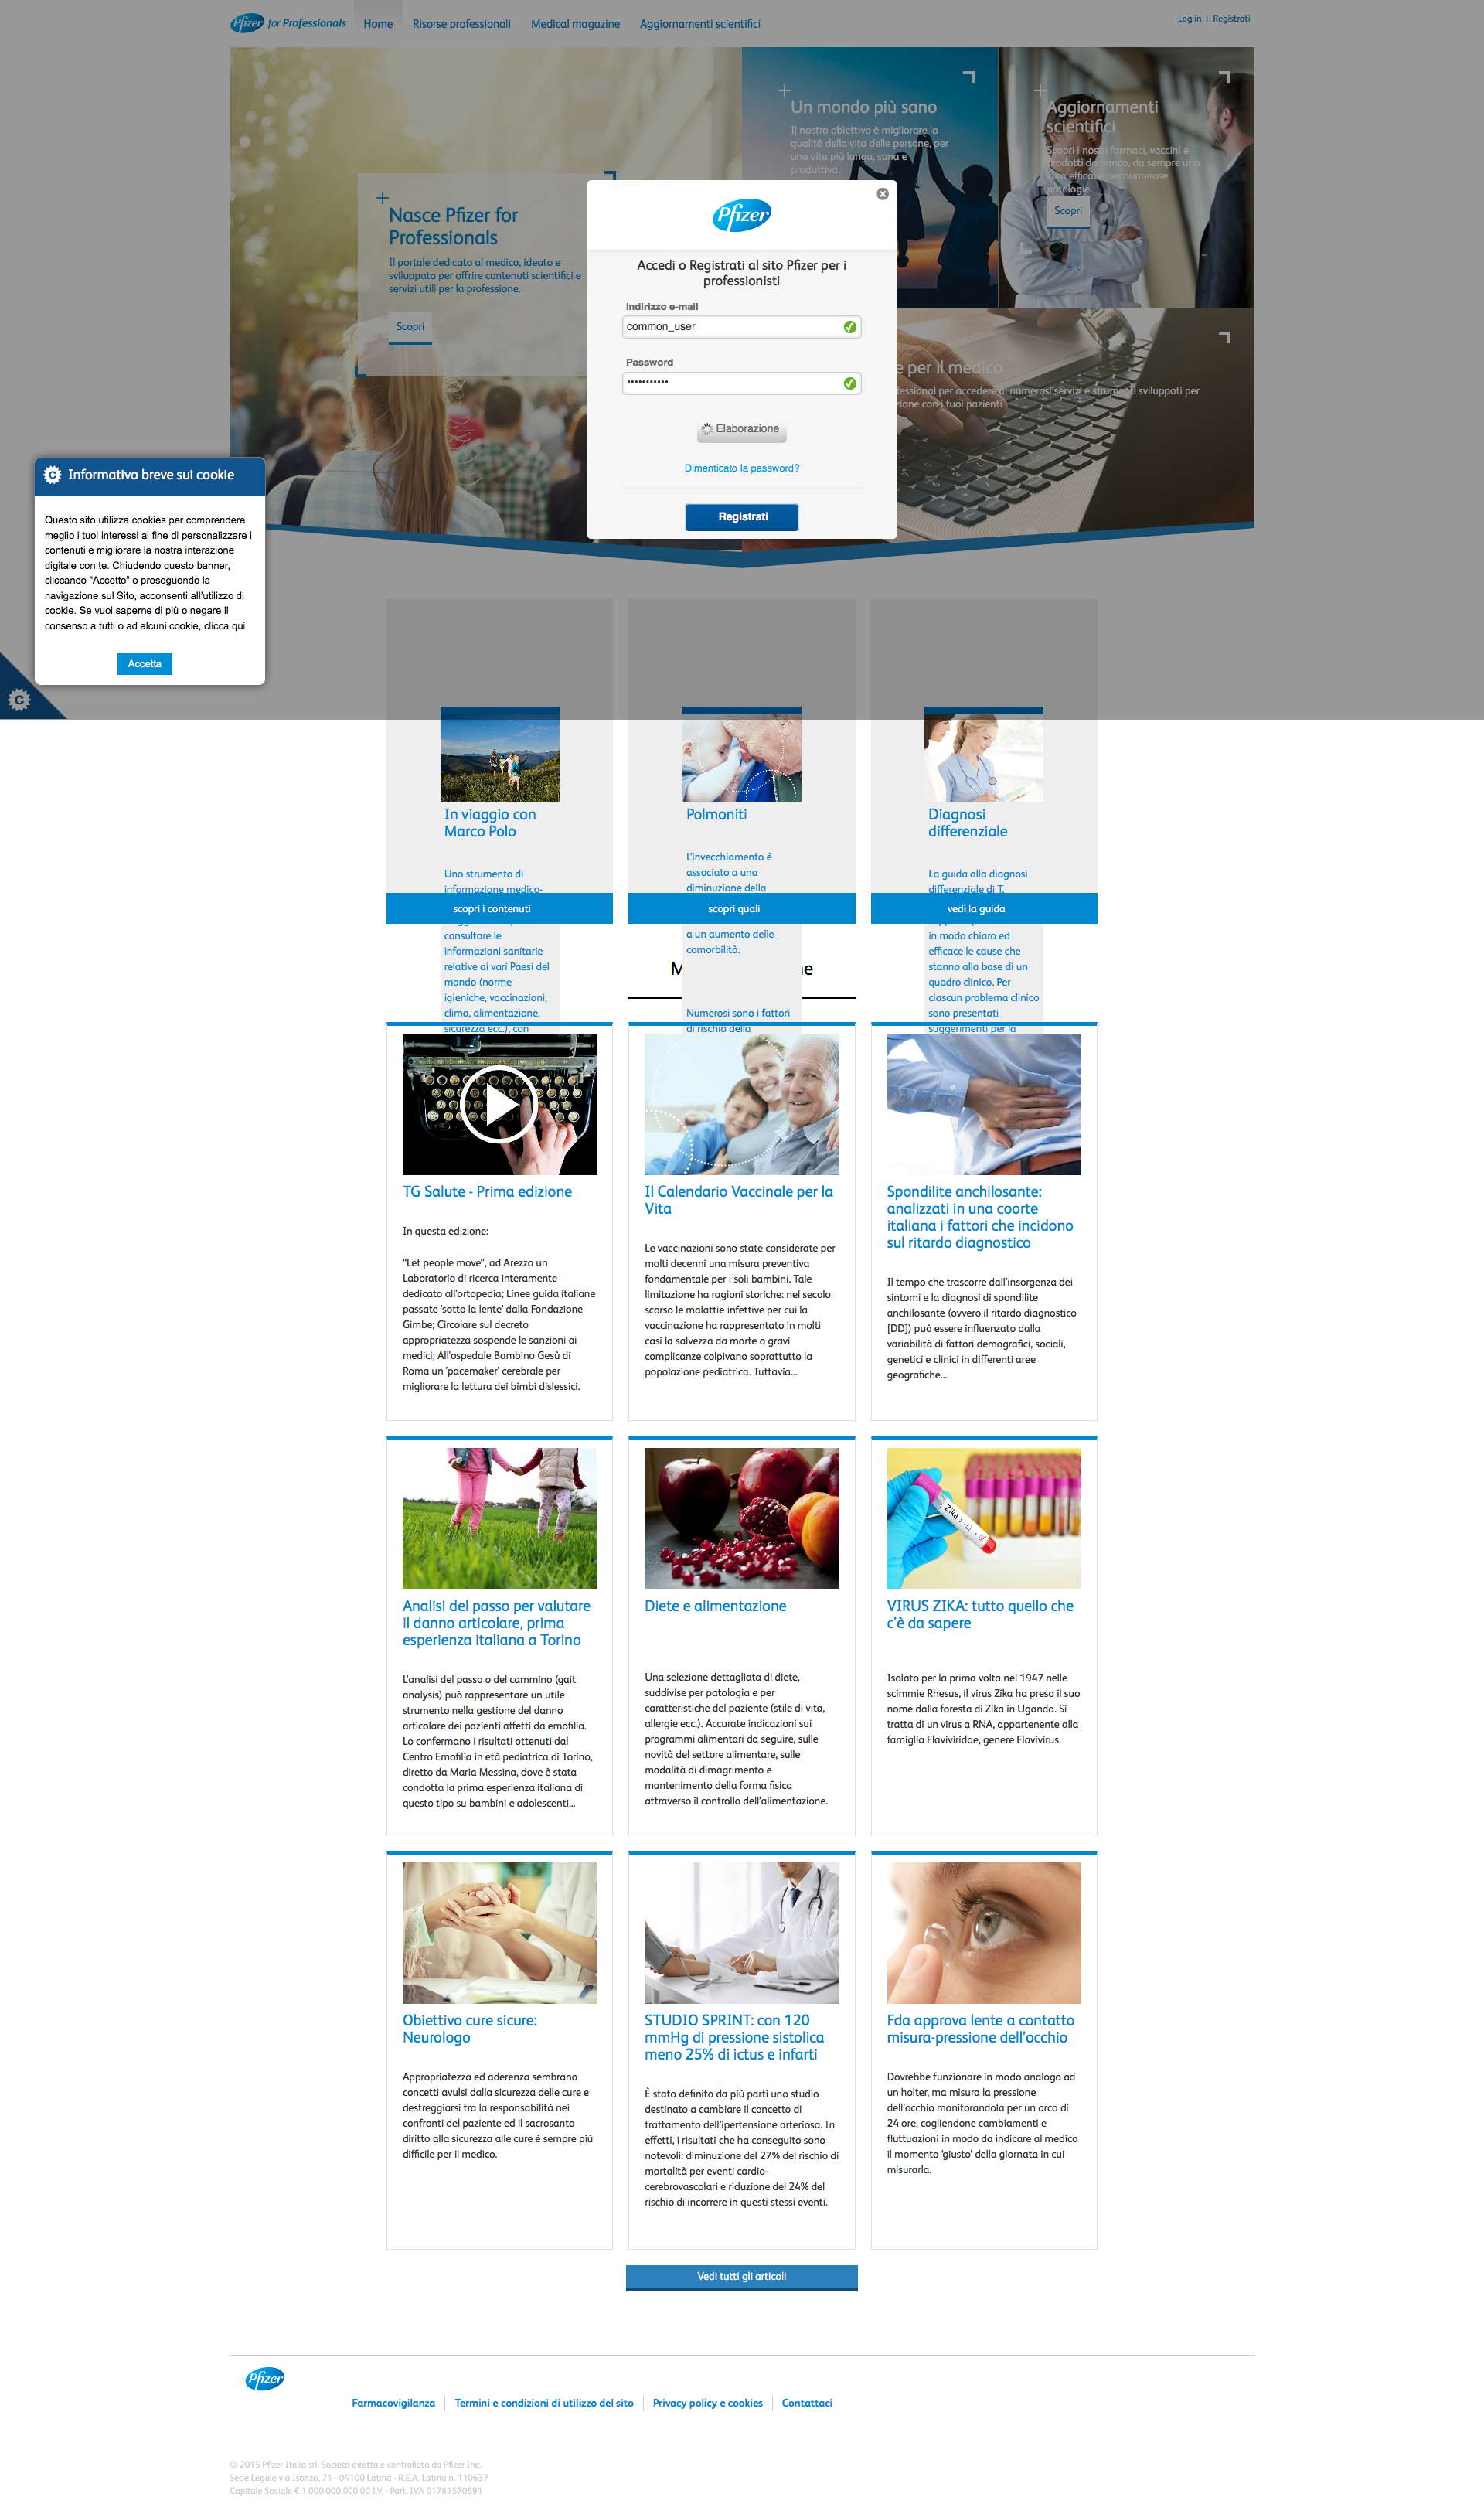 Pfizer for Professionals
Home
Risorse professionali
Medical magazine
Aggiornamenti scientifici
Log in | Registrati
Nasce Pfizer for
Professionals
Il portale dedicato al medico, ideato e
sviluppato per offrire contenuti scientifici e
servizi utili per la professione.
Scopri
Un mondo più sano
Il nostro obiettivo è migliorare la
qualità della vita delle persone, per
una vita più lunga, sana e
produttiva.
Aggiornamenti
scientifici
Scopri i nostri farmaci, vaccini e
prodotti da banco, da sempre una
cura efficace per numerose
patologie.
Scopri
e per il medico
fessional per accedere di numerosi servizi e strumenti sviluppati per
zione con i tuoi pazienti
Pfizer
Accedi o Registrati al sito Pfizer per i
professionisti
Indirizzo e-mail
common_user
Password
•••••••••••
Elaborazione
Dimenticato la password?
Registrati
Informativa breve sui cookie
Questo sito utilizza cookies per comprendere
meglio i tuoi interessi al fine di personalizzare i
contenuti e migliorare la nostra interazione
digitale con te. Chiudendo questo banner,
cliccando “Accetto” o proseguendo la
navigazione sul Sito, acconsenti all’utilizzo di
cookie. Se vuoi saperne di più o negare il
consenso a tutti o ad alcuni cookie, clicca qui
Accetta
C
In viaggio con
Marco Polo
Uno strumento di
informazione medico-
scopri i contenuti
consultare le
informazioni sanitarie
relative ai vari Paesi del
mondo (norme
igieniche, vaccinazioni,
clima, alimentazione,
sicurezza ecc.), con
Polmoniti
L’invecchiamento è
associato a una
diminuzione della
scopri quali
a un aumento delle
comorbilità.
Numerosi sono i fattori
di rischio della
Diagnosi
differenziale
La guida alla diagnosi
differenziale di T.
vedi la guida
in modo chiaro ed
efficace le cause che
stanno alla base di un
quadro clinico. Per
ciascun problema clinico
sono presentati
suggerimenti per la
TG Salute - Prima edizione
In questa edizione:
"Let people move", ad Arezzo un
Laboratorio di ricerca interamente
dedicato all'ortopedia; Linee guida italiane
passate 'sotto la lente' dalla Fondazione
Gimbe; Circolare sul decreto
appropriatezza sospende le sanzioni ai
medici; All'ospedale Bambino Gesù di
Roma un 'pacemaker' cerebrale per
migliorare la lettura dei bimbi dislessici.
Il Calendario Vaccinale per la
Vita
Le vaccinazioni sono state considerate per
molti decenni una misura preventiva
fondamentale per i soli bambini. Tale
limitazione ha ragioni storiche: nel secolo
scorso le malattie infettive per cui la
vaccinazione ha rappresentato in molti
casi la salvezza da morte o gravi
complicanze colpivano soprattutto la
popolazione pediatrica. Tuttavia...
Spondilite anchilosante:
analizzati in una coorte
italiana i fattori che incidono
sul ritardo diagnostico
Il tempo che trascorre dall’insorgenza dei
sintomi e la diagnosi di spondilite
anchilosante (ovvero il ritardo diagnostico
[DD]) può essere influenzato dalla
variabilità di fattori demografici, sociali,
genetici e clinici in differenti aree
geografiche...
Analisi del passo per valutare
il danno articolare, prima
esperienza italiana a Torino
L’analisi del passo o del cammino (gait
analysis) può rappresentare un utile
strumento nella gestione del danno
articolare dei pazienti affetti da emofilia.
Lo confermano i risultati ottenuti dal
Centro Emofilia in età pediatrica di Torino,
diretto da Maria Messina, dove è stata
condotta la prima esperienza italiana di
questo tipo su bambini e adolescenti...
Diete e alimentazione
Una selezione dettagliata di diete,
suddivise per patologia e per
caratteristiche del paziente (stile di vita,
allergie ecc.). Accurate indicazioni sui
programmi alimentari da seguire, sulle
novità del settore alimentare, sulle
modalità di dimagrimento e
mantenimento della forma fisica
attraverso il controllo dell’alimentazione.
Zika
VIRUS ZIKA: tutto quello che
c’è da sapere
Isolato per la prima volta nel 1947 nelle
scimmie Rhesus, il virus Zika ha preso il suo
nome dalla foresta di Zika in Uganda. Si
tratta di un virus a RNA, appartenente alla
famiglia Flaviviridae, genere Flavivirus.
Obiettivo cure sicure:
Neurologo
Appropriatezza ed aderenza sembrano
concetti avulsi dalla sicurezza delle cure e
destreggiarsi tra la responsabilità nei
confronti del paziente ed il sacrosanto
diritto alla sicurezza alle cure è sempre più
difficile per il medico.
STUDIO SPRINT: con 120
mmHg di pressione sistolica
meno 25% di ictus e infarti
È stato definito da più parti uno studio
destinato a cambiare il concetto di
trattamento dell’ipertensione arteriosa. In
effetti, i risultati che ha conseguito sono
notevoli: diminuzione del 27% del rischio di
mortalità per eventi cardio-
cerebrovascolari e riduzione del 24% del
rischio di incorrere in questi stessi eventi.
Fda approva lente a contatto
misura-pressione dell’occhio
Dovrebbe funzionare in modo analogo ad
un holter, ma misura la pressione
dell’occhio monitorandola per un arco di
24 ore, cogliendone cambiamenti e
fluttuazioni in modo da indicare al medico
il momento ‘giusto’ della giornata in cui
misurarla.
Vedi tutti gli articoli
Pfizer
Farmacovigilanza
Termini e condizioni di utilizzo del sito
Privacy policy e cookies
Contattaci
© 2015 Pfizer Italia srl. Società diretta e controllata da Pfizer Inc.
Sede Legale via Isonzo, 71 - 04100 Latina - R.E.A. Latina n. 110637
Capitale Sociale € 1.000.000.000,00 I.V. - Part. IVA 01781570591